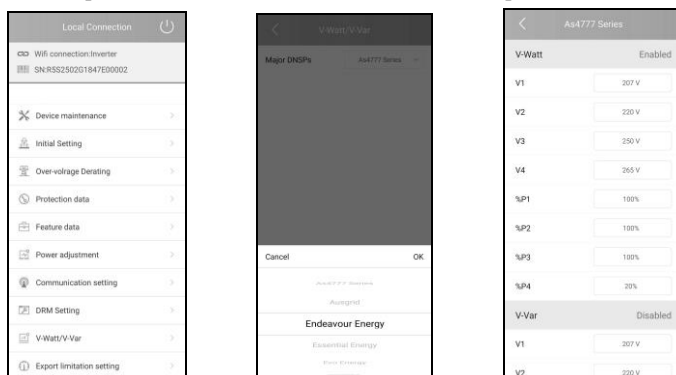 Local Connection
Wifi connection:Inverter
SN:R5S2502G1847E00002
Device maintenance
Initial Setting
Over-volrage Derating
Protection data
Feature data
Power adjustment
Communication setting
DRM Setting
V-Watt/V-Var
Export limitation setting
V-Watt/V-Var
Major DNSPs As4777 Series
Cancel OK
As4777 Series
Ausgrid
Endeavour Energy
Essential Energy
As4777 Series
V-Watt Enabled
V1 207 V
V2 220 V
V3 250 V
V4 265 V
%P1 100%
%P2 100%
%P3 100%
%P4 20%
V-Var Disabled
V1 207 V
V2 220 V